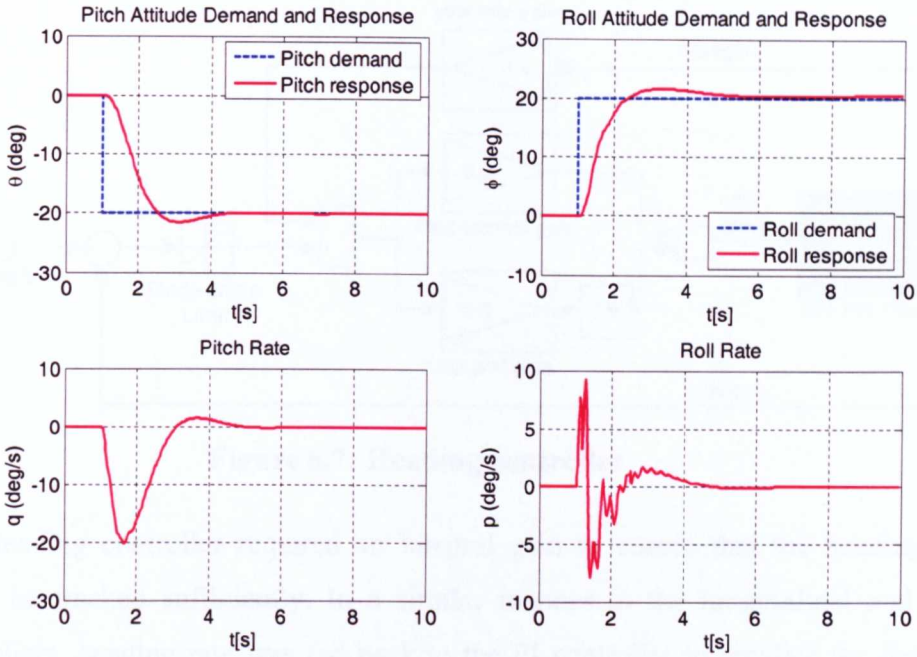 Pitch Attitude Demand and Response
10
0
-10
-20
-30
θ (deg)
Pitch demand
Pitch response
0 2 4 6 8 10
t[s]
Roll Attitude Demand and Response
30
20
10
0
-10
ϕ (deg)
Roll demand
Roll response
0 2 4 6 8 10
t[s]
Pitch Rate
10
0
-10
-20
-30
q (deg/s)
0 2 4 6 8 10
t[s]
Roll Rate
10
5
0
-5
-10
p (deg/s)
0 2 4 6 8 10
t[s]